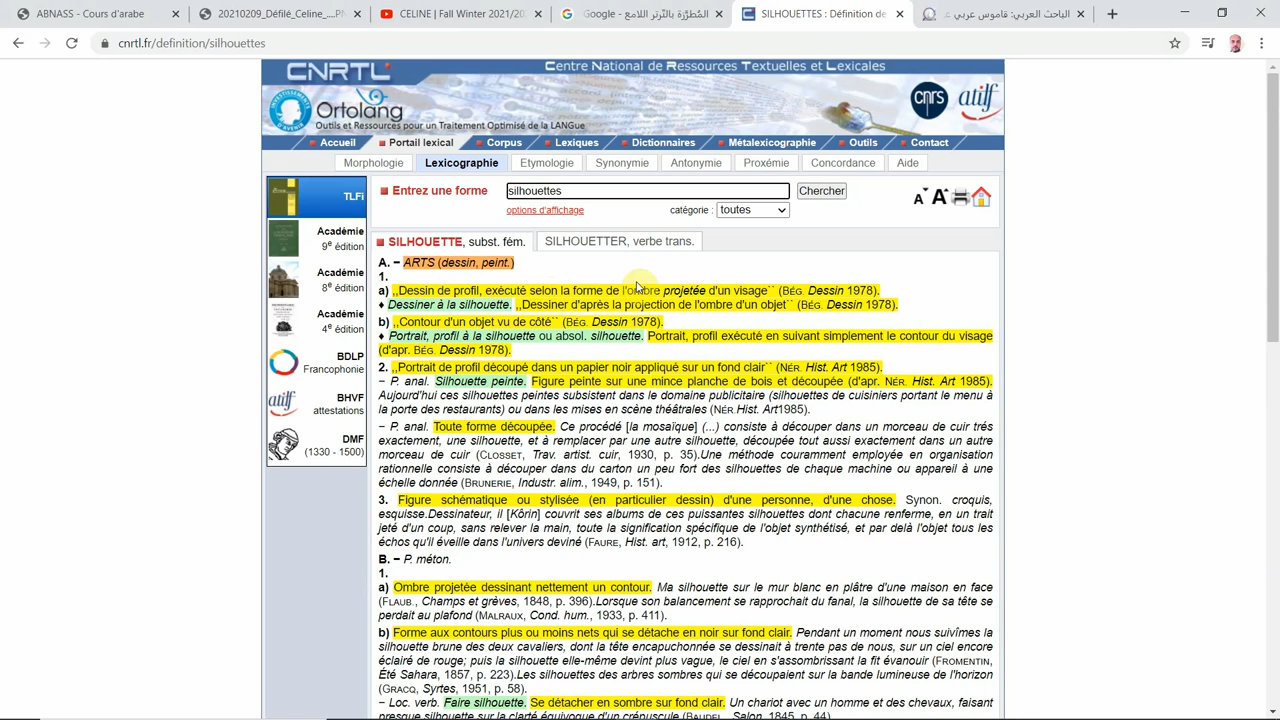 ABNASS - Cours d'arabe
20210209_Défilé_Celine_....PN
CELINE | Fall Winter 2021/20
Google - المُطرَّزة بالتّرتر اللامع
SILHOUETTES : Définition de
الباحث العربي: قاموس عربي
cnrtl.fr/definition/silhouettes
CNRTL
Centre National de Ressources Textuelles et Lexicales
INVESTISSEMENTS
Ortolang
Outils et Ressources pour un Traitement Optimisé de la LANGue
cnrs
atilf
Accueil
Portail lexical
Corpus
Lexiques
Dictionnaires
Métalexicographie
Outils
Contact
Morphologie
Lexicographie
Etymologie
Synonymie
Antonymie
Proxémie
Concordance
Aide
TLFi
Académie
9e édition
Académie
8e édition
Académie
4e édition
BDLP
Francophonie
atilf
BHVF
attestations
DMF
(1330 - 1500)
Entrez une forme
silhouettes
Chercher
options d'affichage
catégorie :
toutes
A A
SILHOUETTE, subst. fém.
SILHOUETTER, verbe trans.
A. − ARTS (dessin, peint.)
1.
a) ,,Dessin de profil, exécuté selon la forme de l'ombre projetée d'un visage`` (BÉG. Dessin 1978).
♦ Dessiner à la silhouette. ,,Dessiner d'après la projection de l'ombre d'un objet`` (BÉG. Dessin 1978).
b) ,,Contour d'un objet vu de côté`` (BÉG. Dessin 1978).
♦ Portrait, profil à la silhouette ou absol. silhouette. Portrait, profil exécuté en suivant simplement le contour du visage
(d'apr. BÉG. Dessin 1978).
2. ,,Portrait de profil découpé dans un papier noir appliqué sur un fond clair`` (NÉR. Hist. Art 1985).
− P. anal. Silhouette peinte. Figure peinte sur une mince planche de bois et découpée (d'apr. NÉR. Hist. Art 1985).
Aujourd'hui ces silhouettes peintes subsistent dans le domaine publicitaire (silhouettes de cuisiniers portant le menu à
la porte des restaurants) ou dans les mises en scène théâtrales (NÉR.Hist. Art1985).
− P. anal. Toute forme découpée. Ce procédé [la mosaïque] (...) consiste à découper dans un morceau de cuir très
exactement, une silhouette, et à remplacer par une autre silhouette, découpée tout aussi exactement dans un autre
morceau de cuir (CLOSSET, Trav. artist. cuir, 1930, p. 35).Une méthode couramment employée en organisation
rationnelle consiste à découper dans du carton un peu fort des silhouettes de chaque machine ou appareil à une
échelle donnée (BRUNERIE, Industr. alim., 1949, p. 151).
3. Figure schématique ou stylisée (en particulier dessin) d'une personne, d'une chose. Synon. croquis,
esquisse.Dessinateur, il [Kôrin] couvrit ses albums de ces puissantes silhouettes dont chacune renferme, en un trait
jeté d'un coup, sans relever la main, toute la signification spécifique de l'objet synthétisé, et par delà l'objet tous les
échos qu'il éveille dans l'univers deviné (FAURE, Hist. art, 1912, p. 216).
B. − P. méton.
1.
a) Ombre projetée dessinant nettement un contour. Ma silhouette sur le mur blanc en plâtre d'une maison en face
(FLAUB., Champs et grèves, 1848, p. 396).Lorsque son balancement se rapprochait du fanal, la silhouette de sa tête se
perdait au plafond (MALRAUX, Cond. hum., 1933, p. 411).
b) Forme aux contours plus ou moins nets qui se détache en noir sur fond clair. Pendant un moment nous suivîmes la
silhouette brune des deux cavaliers, dont la tête encapuchonnée se dessinait à trente pas de nous, sur un ciel encore
éclairé de rouge; puis la silhouette elle-même devint plus vague, le ciel en s'assombrissant la fit évanouir (FROMENTIN,
Été Sahara, 1857, p. 223).Les silhouettes des arbres sombres qui se découpaient sur la bande lumineuse de l'horizon
(GRACQ, Syrtes, 1951, p. 58).
− Loc. verb. Faire silhouette. Se détacher en sombre sur fond clair. Un chariot avec un homme et des chevaux, faisant
presque silhouette sur la clarté équivoque d'un crépuscule (BAUDEL., Salon, 1845, p. 44).